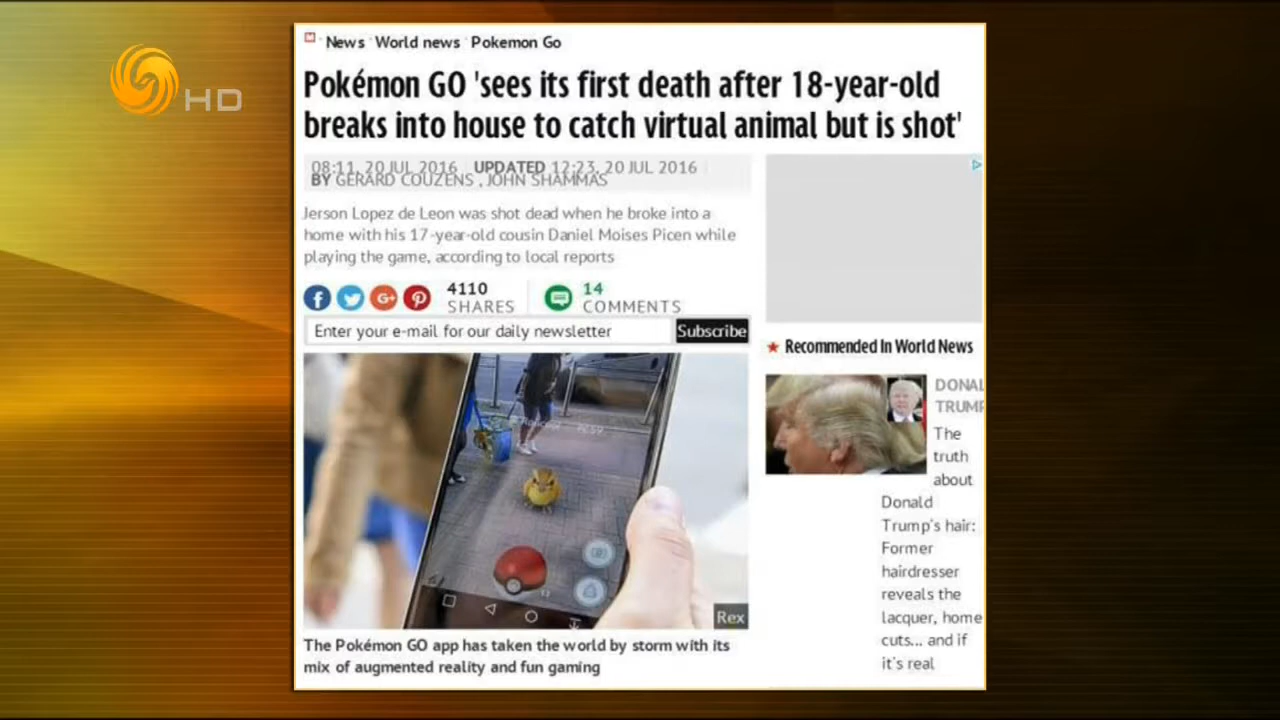 HD
M News World news Pokemon Go
Pokémon GO 'sees its first death after 18-year-old
breaks into house to catch virtual animal but is shot'
08:11, 20 JUL 2016 UPDATED 12:23, 20 JUL 2016
BY GERARD COUZENS , JOHN SHAMMAS
Jerson Lopez de Leon was shot dead when he broke into a
home with his 17-year-old cousin Daniel Moises Picen while
playing the game, according to local reports
4110
SHARES
14
COMMENTS
Enter your e-mail for our daily newsletter
Subscribe
Rex
The Pokémon GO app has taken the world by storm with its
mix of augmented reality and fun gaming
★ Recommended In World News
DONAL
TRUMP
The
truth
about
Donald
Trump's hair:
Former
hairdresser
reveals the
lacquer, home
cuts... and if
it's real